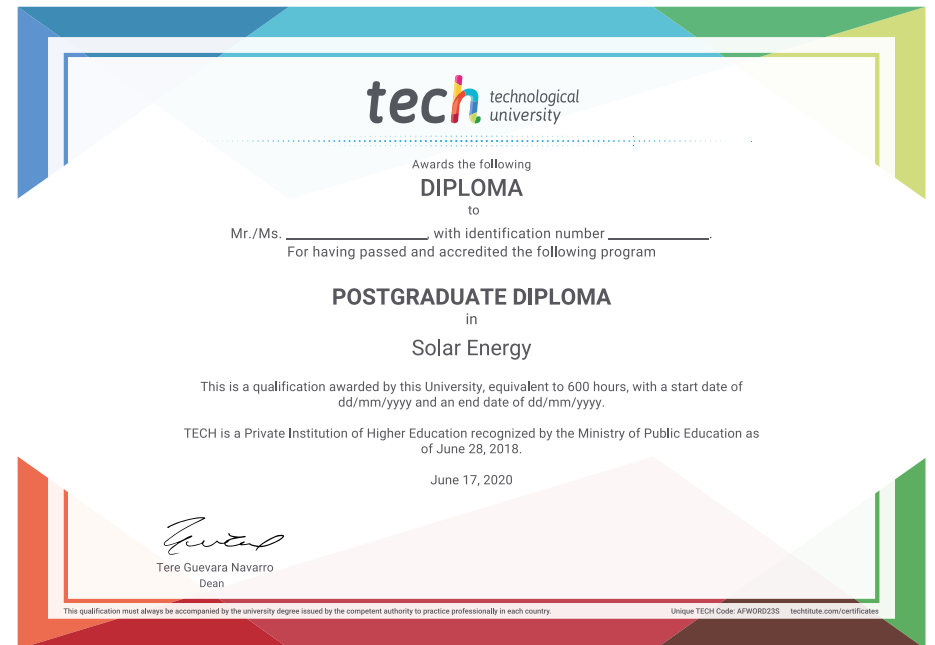 tech technological
university
Awards the following
DIPLOMA
to
Mr./Ms. ____________________, with identification number ______________.
For having passed and accredited the following program
POSTGRADUATE DIPLOMA
in
Solar Energy
This is a qualification awarded by this University, equivalent to 600 hours, with a start date of
dd/mm/yyyy and an end date of dd/mm/yyyy.
TECH is a Private Institution of Higher Education recognized by the Ministry of Public Education as
of June 28, 2018.
June 17, 2020
Tere Guevara Navarro
Dean
This qualification must always be accompanied by the university degree issued by the competent authority to practice professionally in each country. Unique TECH Code: AFWORD23S techtitute.com/certificates